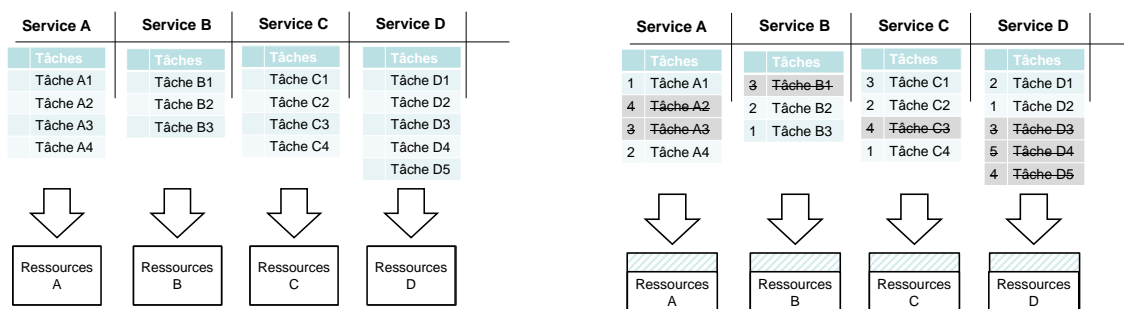 Service A Service B Service C Service D
Tâches Tâches Tâches Tâches
Tâche A1 Tâche B1 Tâche C1 Tâche D1
Tâche A2 Tâche B2 Tâche C2 Tâche D2
Tâche A3 Tâche B3 Tâche C3 Tâche D3
Tâche A4 Tâche C4 Tâche D4
Tâche D5
Ressources Ressources Ressources Ressources
A B C D
Service A Service B Service C Service D
Tâches Tâches Tâches Tâches
1 Tâche A1 3 Tâche B1 3 Tâche C1 2 Tâche D1
4 Tâche A2 2 Tâche B2 2 Tâche C2 1 Tâche D2
3 Tâche A3 1 Tâche B3 4 Tâche C3 3 Tâche D3
2 Tâche A4 1 Tâche C4 5 Tâche D4
4 Tâche D5
Ressources Ressources Ressources Ressources
A B C D